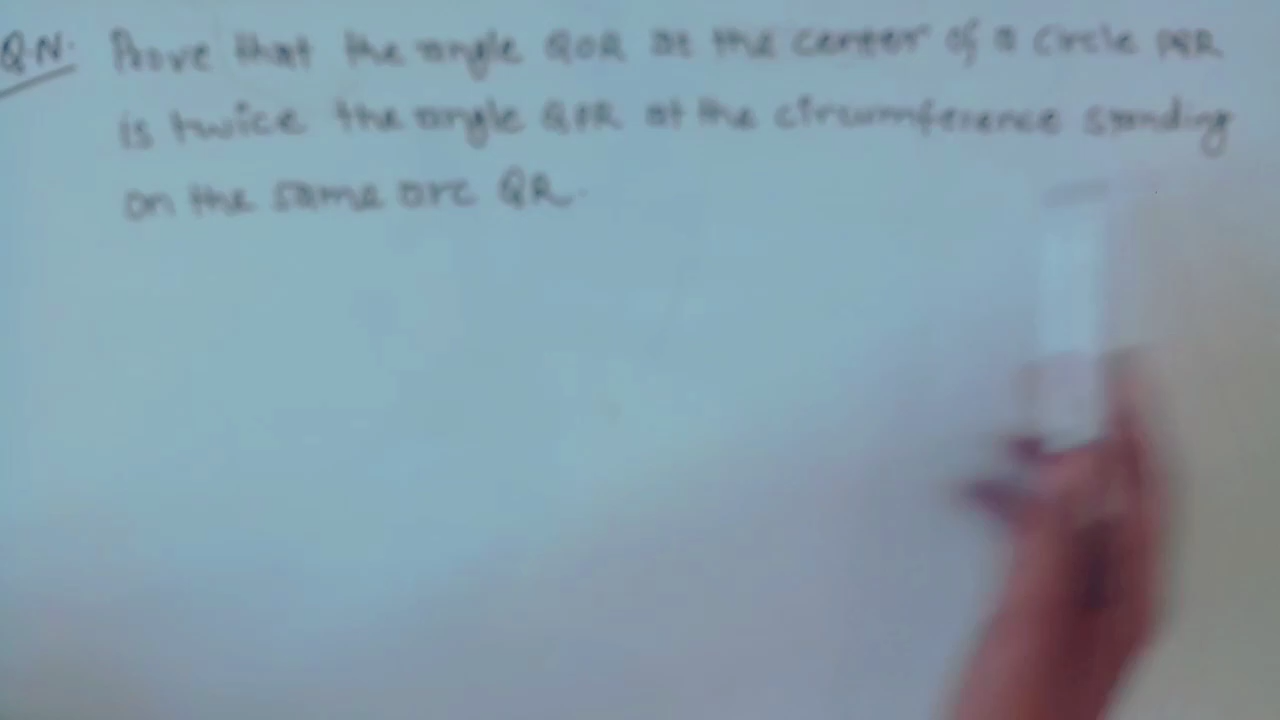 Q.N. Prove that the angle QOR at the center of a circle PQR
is twice the angle QPR at the circumference standing
on the same arc QR.